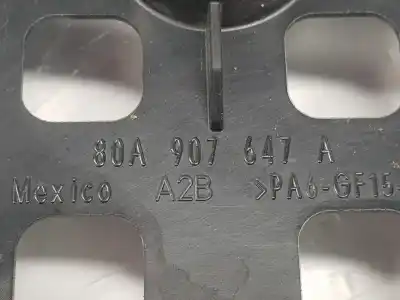 80A 907 647 A
Mexico A2B >PA6-GF15